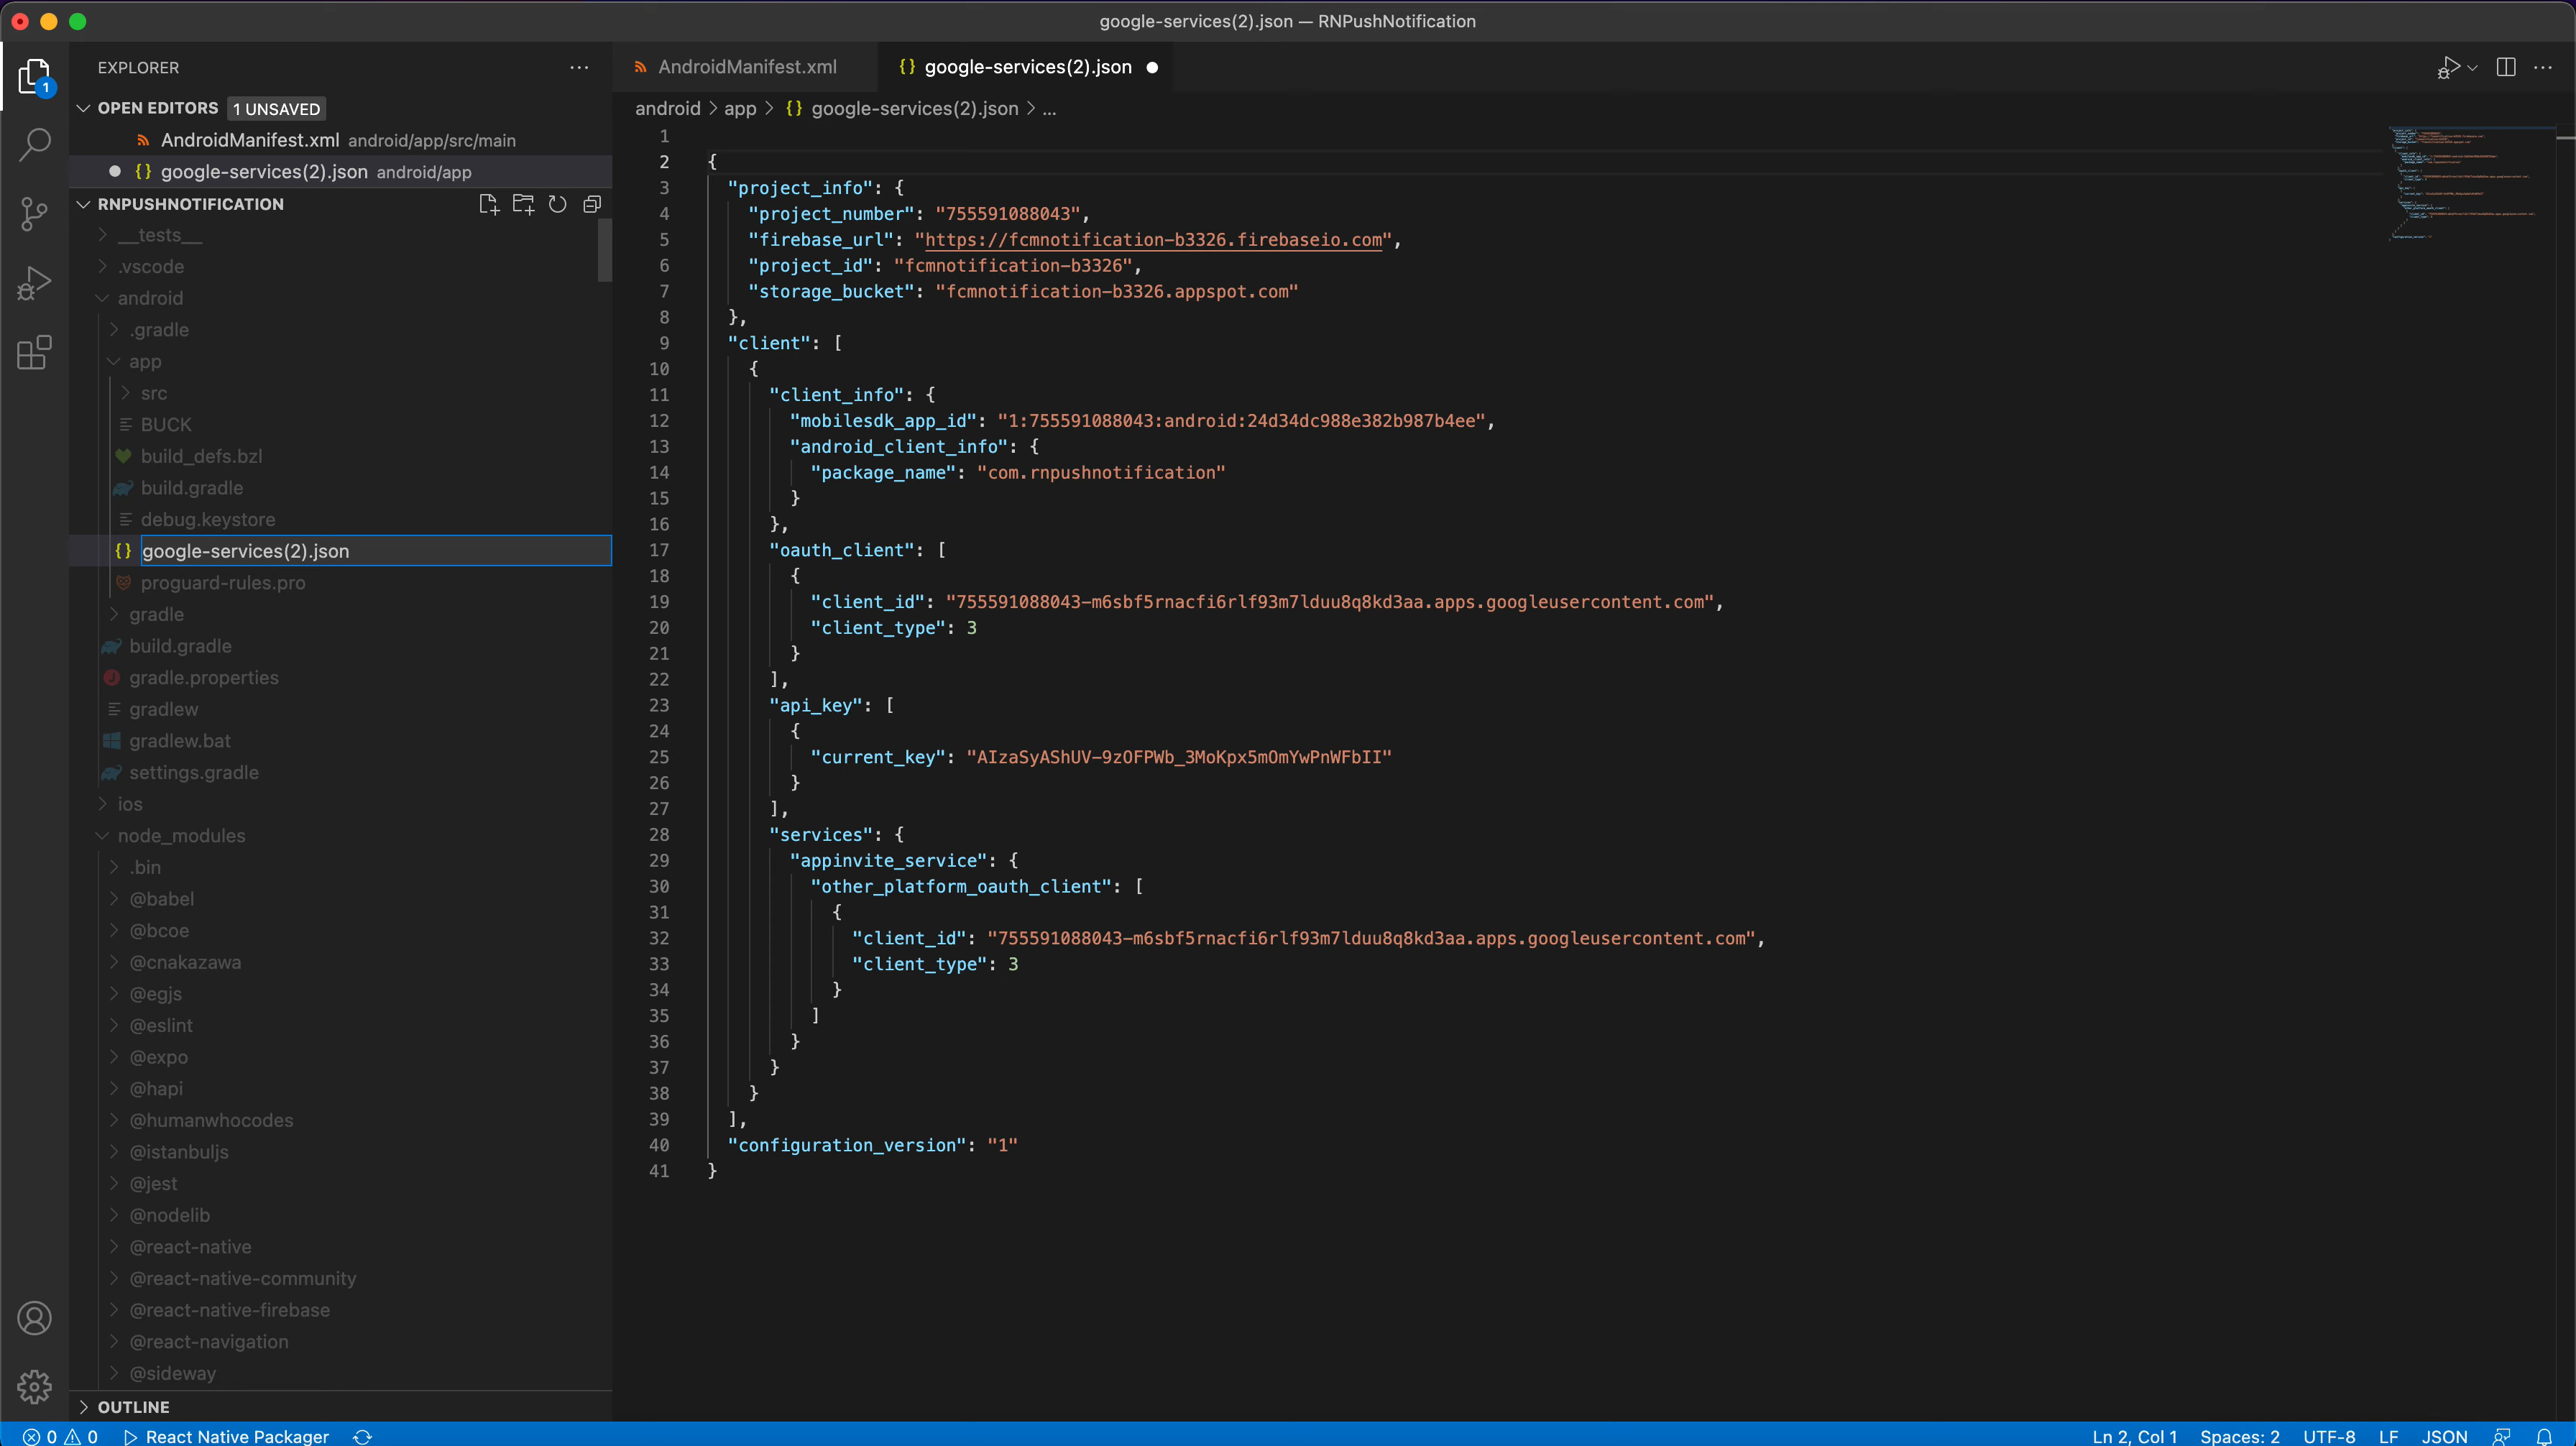 google-services(2).json — RNPushNotification
EXPLORER
OPEN EDITORS 1 UNSAVED
AndroidManifest.xml android/app/src/main
google-services(2).json android/app
RNPUSHNOTIFICATION
__tests__
.vscode
android
.gradle
app
src
BUCK
build_defs.bzl
build.gradle
debug.keystore
google-services(2).json
proguard-rules.pro
gradle
build.gradle
gradle.properties
gradlew
gradlew.bat
settings.gradle
ios
node_modules
.bin
@babel
@bcoe
@cnakazawa
@egjs
@eslint
@expo
@hapi
@humanwhocodes
@istanbuljs
@jest
@nodelib
@react-native
@react-native-community
@react-native-firebase
@react-navigation
@sideway
OUTLINE
AndroidManifest.xml
google-services(2).json
android > app > {} google-services(2).json > ...
1
2 {
3 "project_info": {
4 "project_number": "755591088043",
5 "firebase_url": "https://fcmnotification-b3326.firebaseio.com",
6 "project_id": "fcmnotification-b3326",
7 "storage_bucket": "fcmnotification-b3326.appspot.com"
8 },
9 "client": [
10 {
11 "client_info": {
12 "mobilesdk_app_id": "1:755591088043:android:24d34dc988e382b987b4ee",
13 "android_client_info": {
14 "package_name": "com.rnpushnotification"
15 }
16 },
17 "oauth_client": [
18 {
19 "client_id": "755591088043-m6sbf5rnacfi6rlf93m7lduu8q8kd3aa.apps.googleusercontent.com",
20 "client_type": 3
21 }
22 ],
23 "api_key": [
24 {
25 "current_key": "AIzaSyAShUV-9zOFPWb_3MoKpx5mOmYwPnWFbII"
26 }
27 ],
28 "services": {
29 "appinvite_service": {
30 "other_platform_oauth_client": [
31 {
32 "client_id": "755591088043-m6sbf5rnacfi6rlf93m7lduu8q8kd3aa.apps.googleusercontent.com",
33 "client_type": 3
34 }
35 ]
36 }
37 }
38 }
39 ],
40 "configuration_version": "1"
41 }
0 0 React Native Packager
Ln 2, Col 1 Spaces: 2 UTF-8 LF JSON